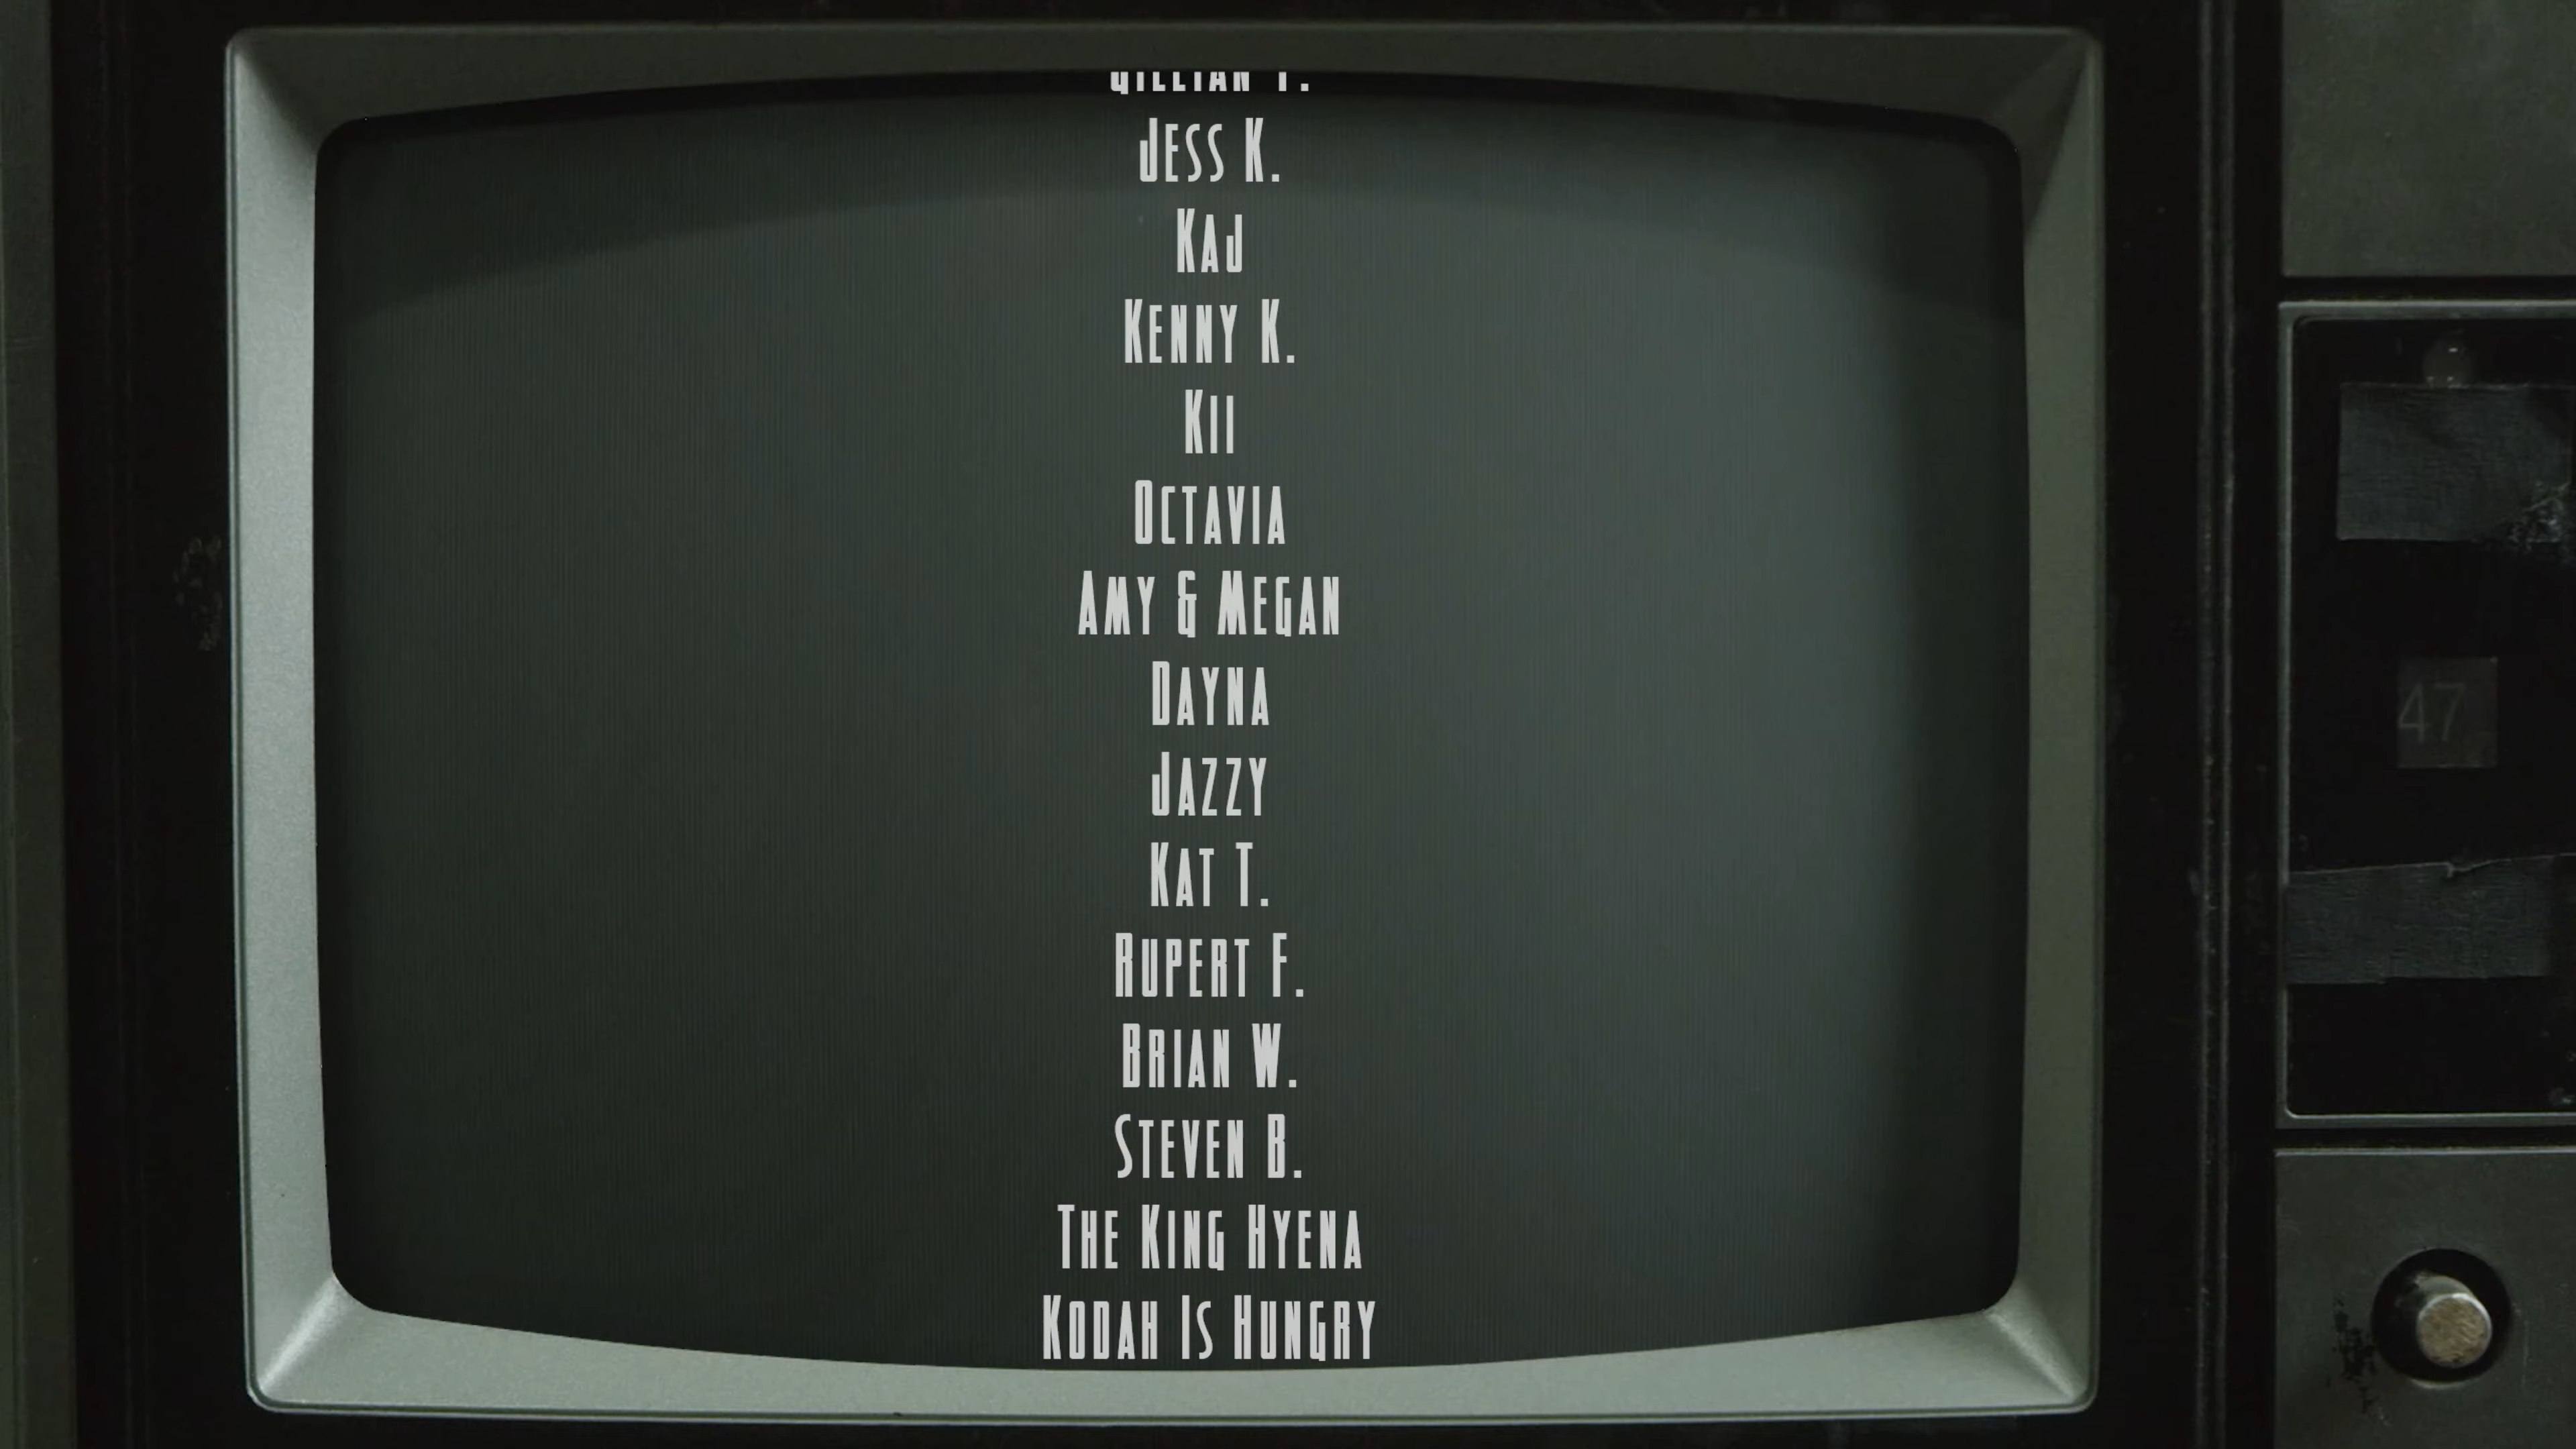 Jess K.
Kaj
Kenny K.
Kii
Octavia
Amy & Megan
Dayna
Jazzy
Kat T.
Rupert F.
Brian W.
Steven B.
The King Hyena
Kodah Is Hungry
47